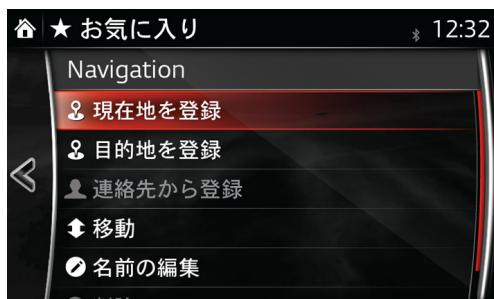 ★ お気に入り 12:32
Navigation
現在地を登録
目的地を登録
連絡先から登録
移動
名前の編集